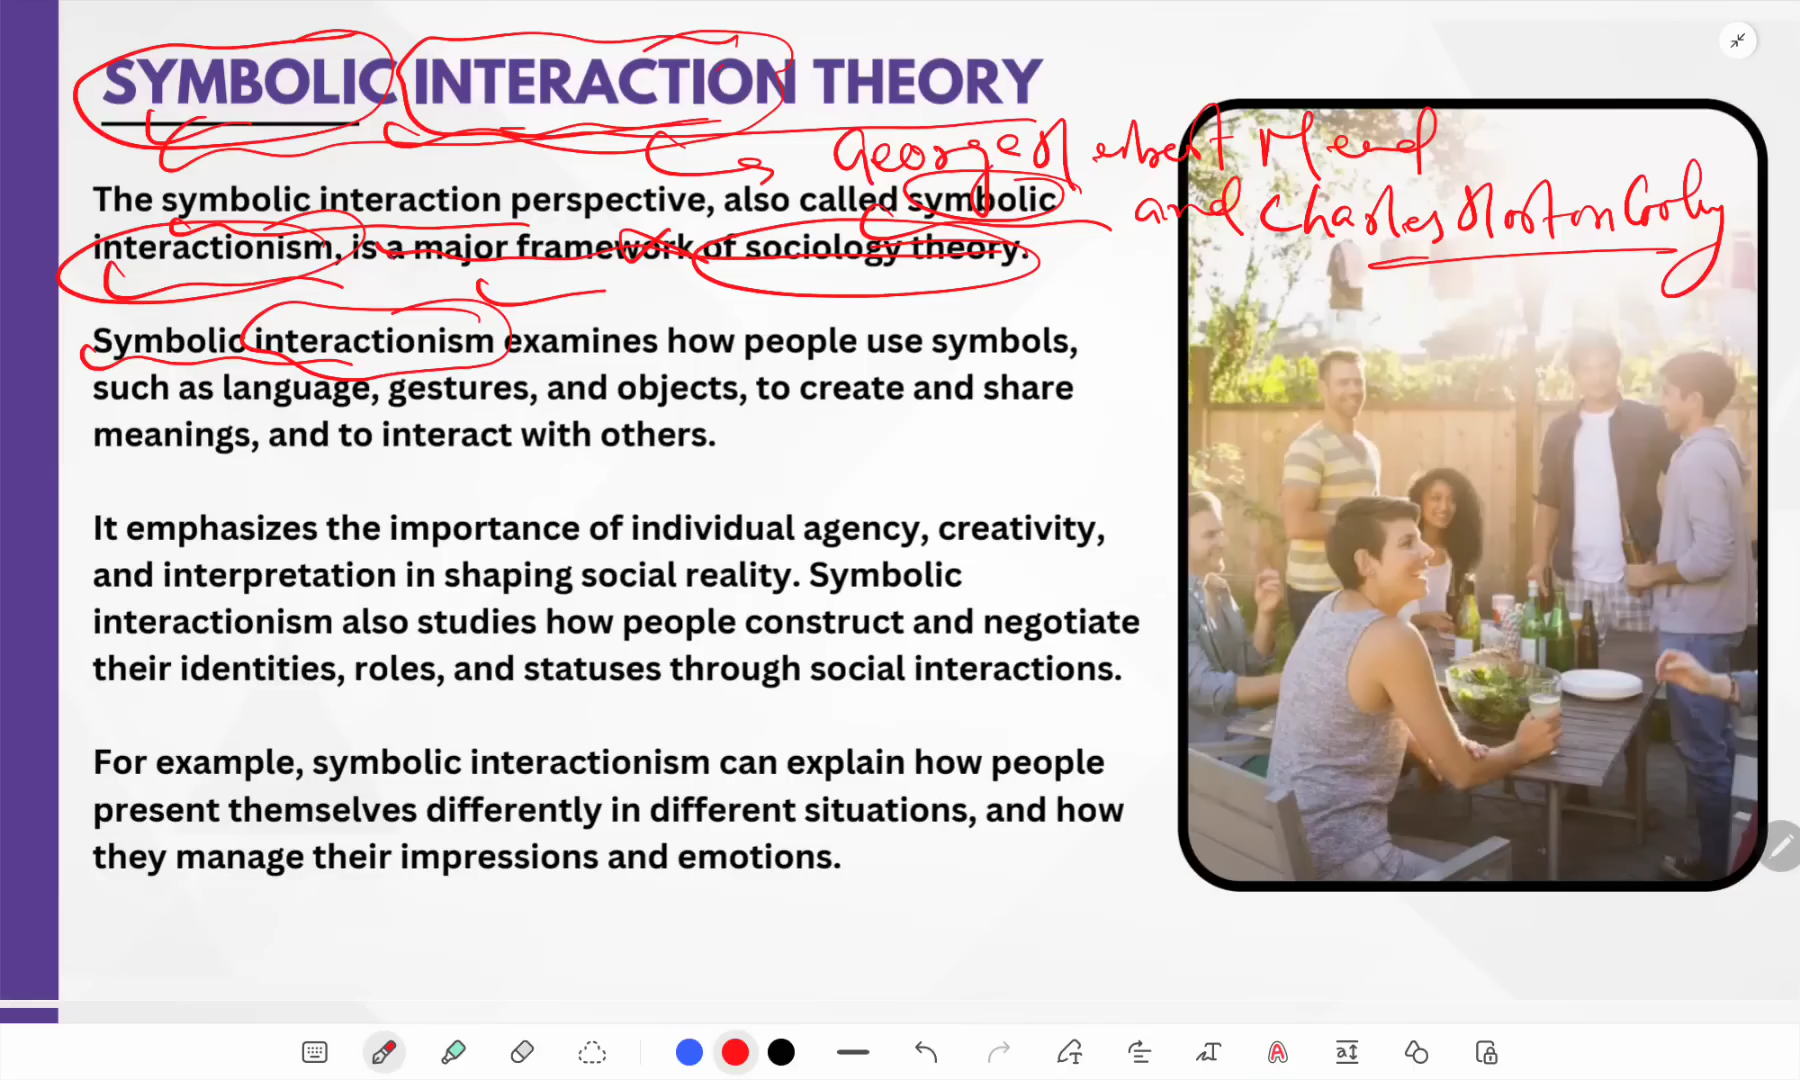 SYMBOLIC INTERACTION THEORY
George Herbert Mead
and Charles Horton Cooley
The symbolic interaction perspective, also called symbolic
interactionism, is a major framework of sociology theory.
Symbolic interactionism examines how people use symbols,
such as language, gestures, and objects, to create and share
meanings, and to interact with others.
It emphasizes the importance of individual agency, creativity,
and interpretation in shaping social reality. Symbolic
interactionism also studies how people construct and negotiate
their identities, roles, and statuses through social interactions.
For example, symbolic interactionism can explain how people
present themselves differently in different situations, and how
they manage their impressions and emotions.